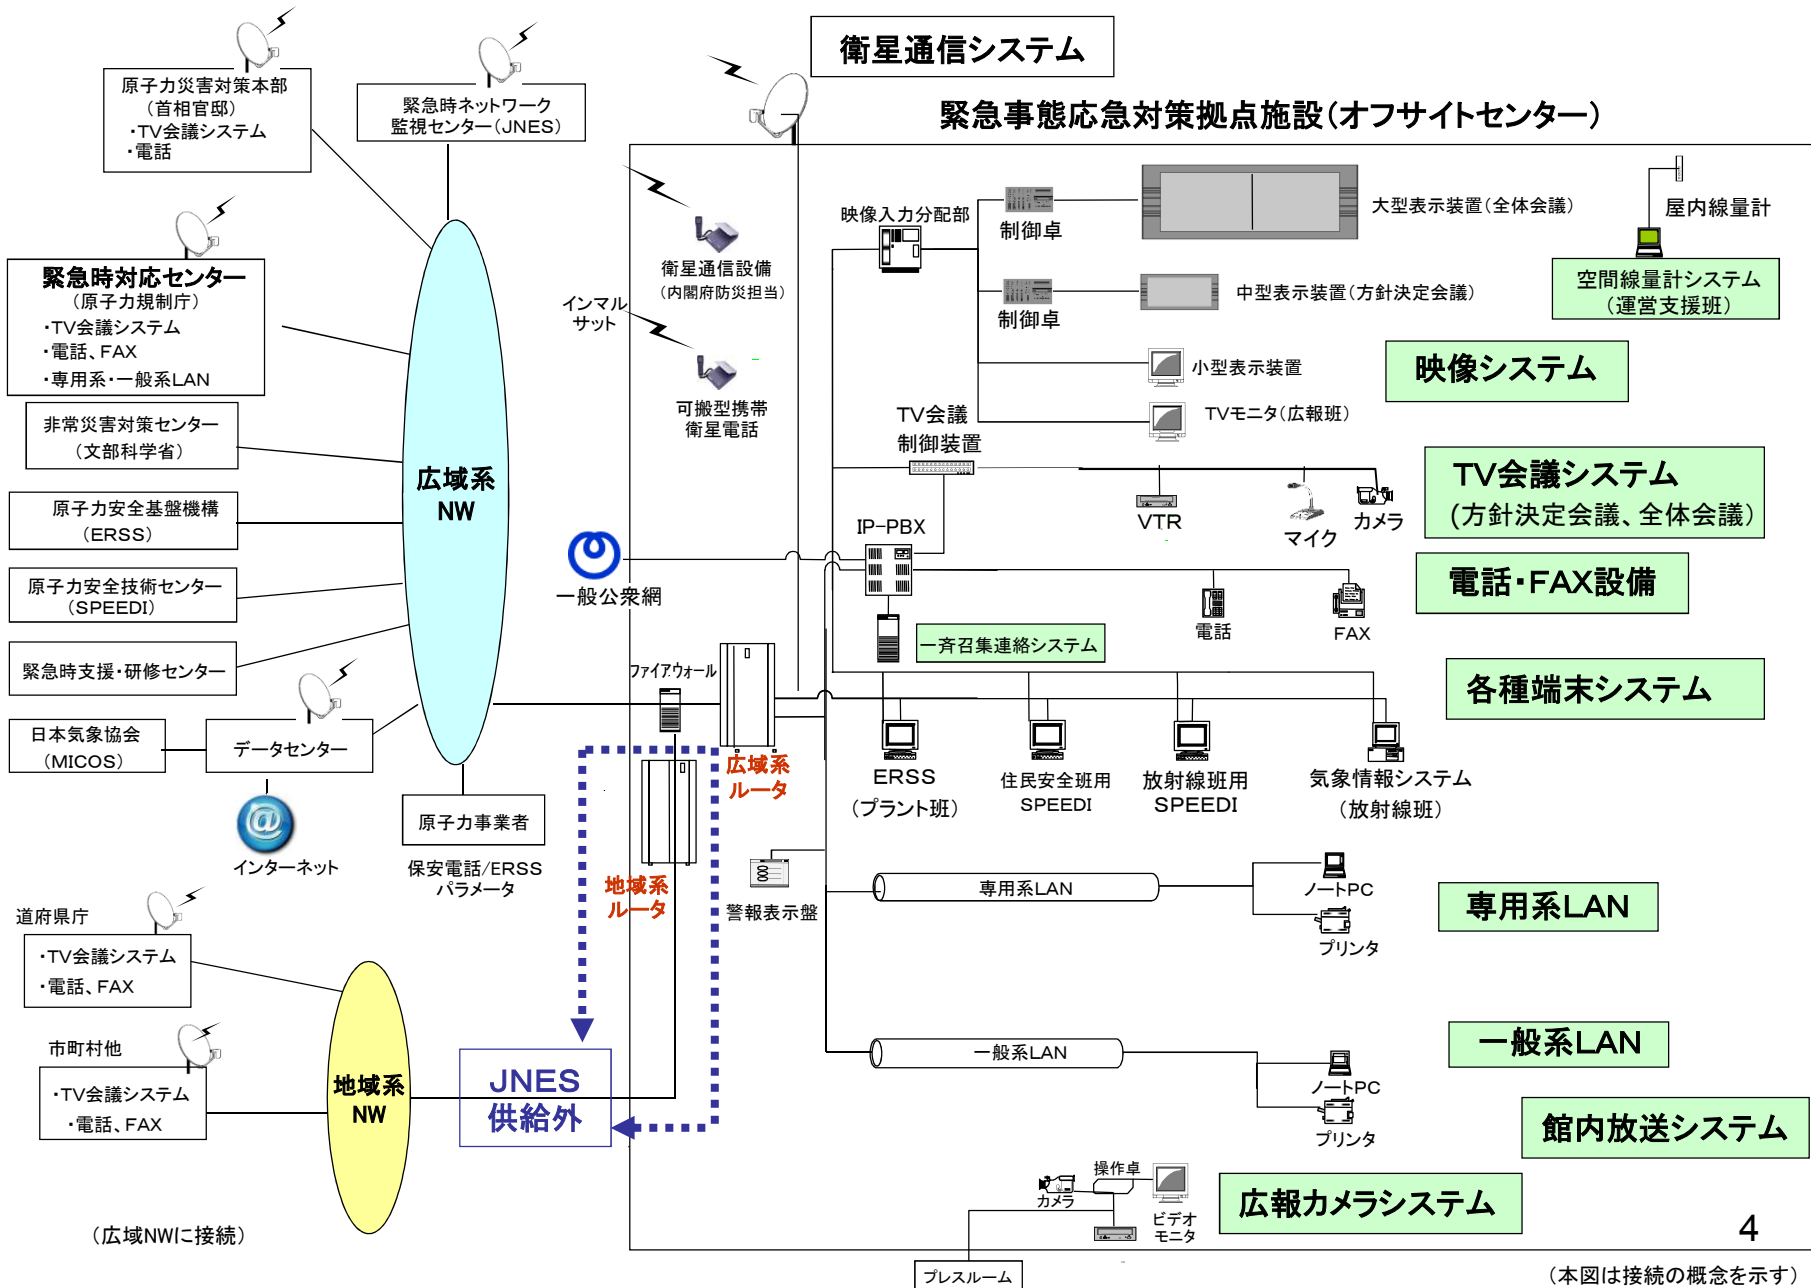 衛星通信システム
緊急事態応急対策拠点施設(オフサイトセンター)
原子力災害対策本部
(首相官邸)
・TV会議システム
・電話
緊急時ネットワーク
監視センター(JNES)
緊急時対応センター
(原子力規制庁)
・TV会議システム
・電話、FAX
・専用系・一般系LAN
非常災害対策センター
(文部科学省)
原子力安全基盤機構
(ERSS)
原子力安全技術センター
(SPEEDI)
緊急時支援・研修センター
日本気象協会
(MICOS)
データセンター
インターネット
広域系
NW
原子力事業者
保安電話/ERSS
パラメータ
道府県庁
・TV会議システム
・電話、FAX
市町村他
・TV会議システム
・電話、FAX
地域系
NW
(広域NWに接続)
JNES
供給外
インマル
サット
衛星通信設備
(内閣府防災担当)
可搬型携帯
衛星電話
一般公衆網
ファイアウォール
広域系
ルータ
地域系
ルータ
警報表示盤
映像入力分配部
制御卓
大型表示装置(全体会議)
制御卓
中型表示装置(方針決定会議)
小型表示装置
TVモニタ(広報班)
屋内線量計
空間線量計システム
(運営支援班)
映像システム
TV会議
制御装置
VTR
マイク
カメラ
TV会議システム
(方針決定会議、全体会議)
IP-PBX
電話
FAX
電話・FAX設備
一斉召集連絡システム
各種端末システム
ERSS
(プラント班)
住民安全班用
SPEEDI
放射線班用
SPEEDI
気象情報システム
(放射線班)
専用系LAN
ノートPC
プリンタ
専用系LAN
一般系LAN
ノートPC
プリンタ
一般系LAN
館内放送システム
カメラ
操作卓
ビデオ
モニタ
広報カメラシステム
プレスルーム
4
(本図は接続の概念を示す)